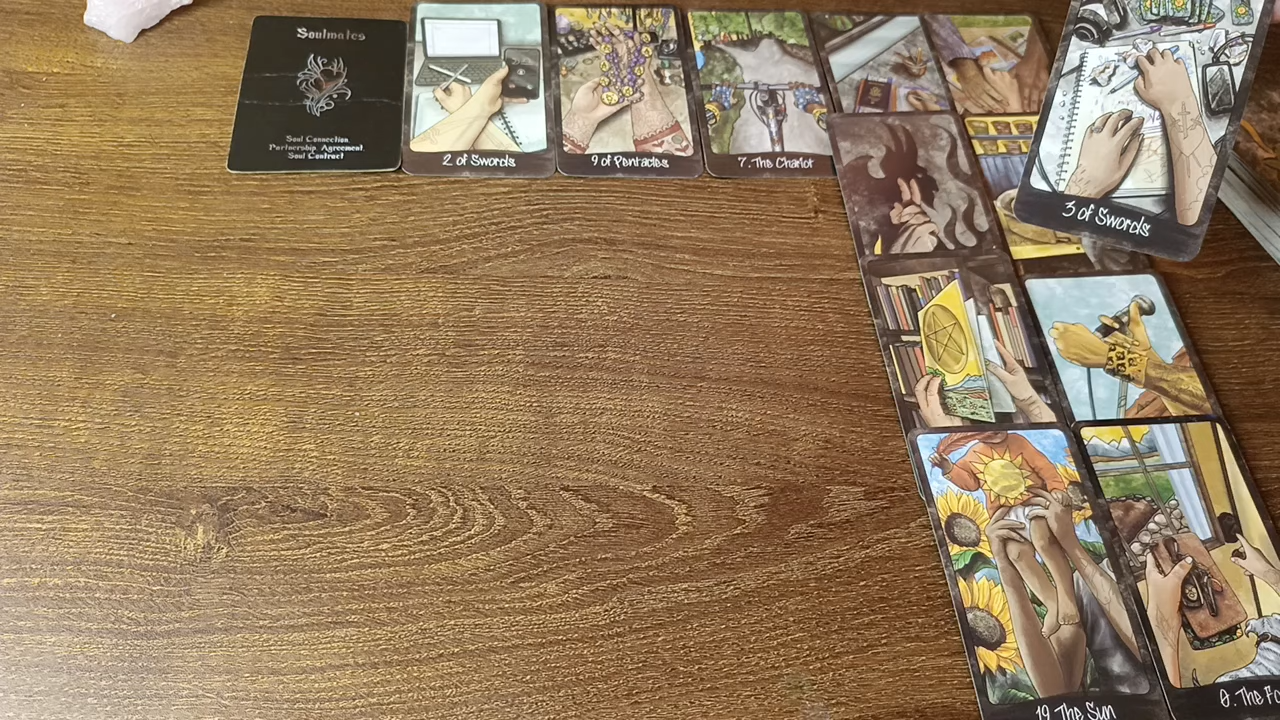 Soulmates
Soul Connection,
Partnership, Agreement,
Soul Contract
2 of Swords
9 of Pentacles
7. The Chariot
3 of Swords
19 The Sun
0. The Fo